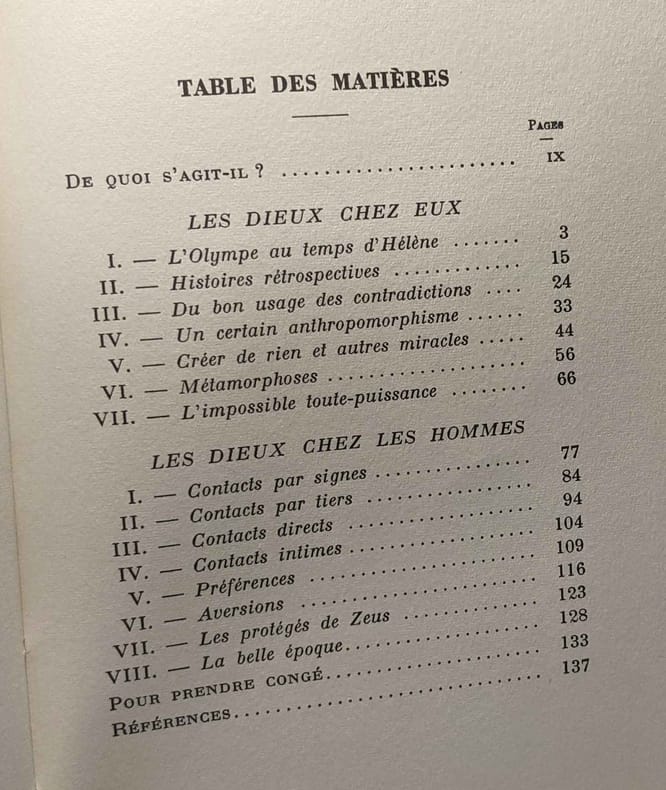 TABLE DES MATIÈRES
PAGES
DE QUOI S'AGIT-IL ? ........................ IX
LES DIEUX CHEZ EUX
I. — L'Olympe au temps d'Hélène ....... 3
II. — Histoires rétrospectives ............ 15
III. — Du bon usage des contradictions .... 24
IV. — Un certain anthropomorphisme ...... 33
V. — Créer de rien et autres miracles ..... 44
VI. — Métamorphoses .................. 56
VII. — L'impossible toute-puissance ........ 66
LES DIEUX CHEZ LES HOMMES
I. — Contacts par signes ............... 77
II. — Contacts par tiers ................ 84
III. — Contacts directs .................. 94
IV. — Contacts intimes .................. 104
V. — Préférences ...................... 109
VI. — Aversions ....................... 116
VII. — Les protégés de Zeus .............. 123
VIII. — La belle époque................... 128
POUR PRENDRE CONGÉ..................... 133
RÉFÉRENCES............................. 137